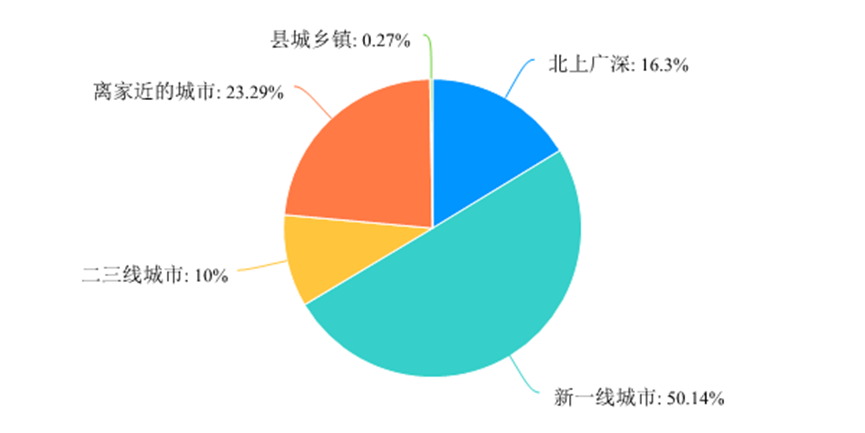 县城乡镇: 0.27%
北上广深: 16.3%
离家近的城市: 23.29%
二三线城市: 10%
新一线城市: 50.14%